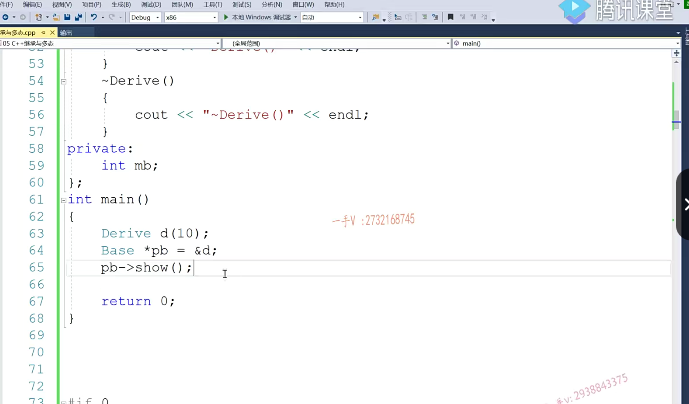 件(F) 编辑(E) 视图(V) 项目(P) 生成(B) 调试(D) 团队(M) 工具(T) 测试(S) 分析(N) 窗口(W) 帮助(H)
腾讯课堂
Debug x86 本地 Windows 调试器 自动
承与多态.cpp 输出
05 C++继承与多态 (全局范围) main()
52 cout << "~Derive()" << endl;
53 }
54 ~Derive()
55 {
56 cout << "~Derive()" << endl;
57 }
58 private:
59 int mb;
60 };
61 int main()
62 {
63 Derive d(10);
64 Base *pb = &d;
65 pb->show();
66
67 return 0;
68 }
69
70
71
72
73 #if 0
一手V :2732168745
v: 2938843375